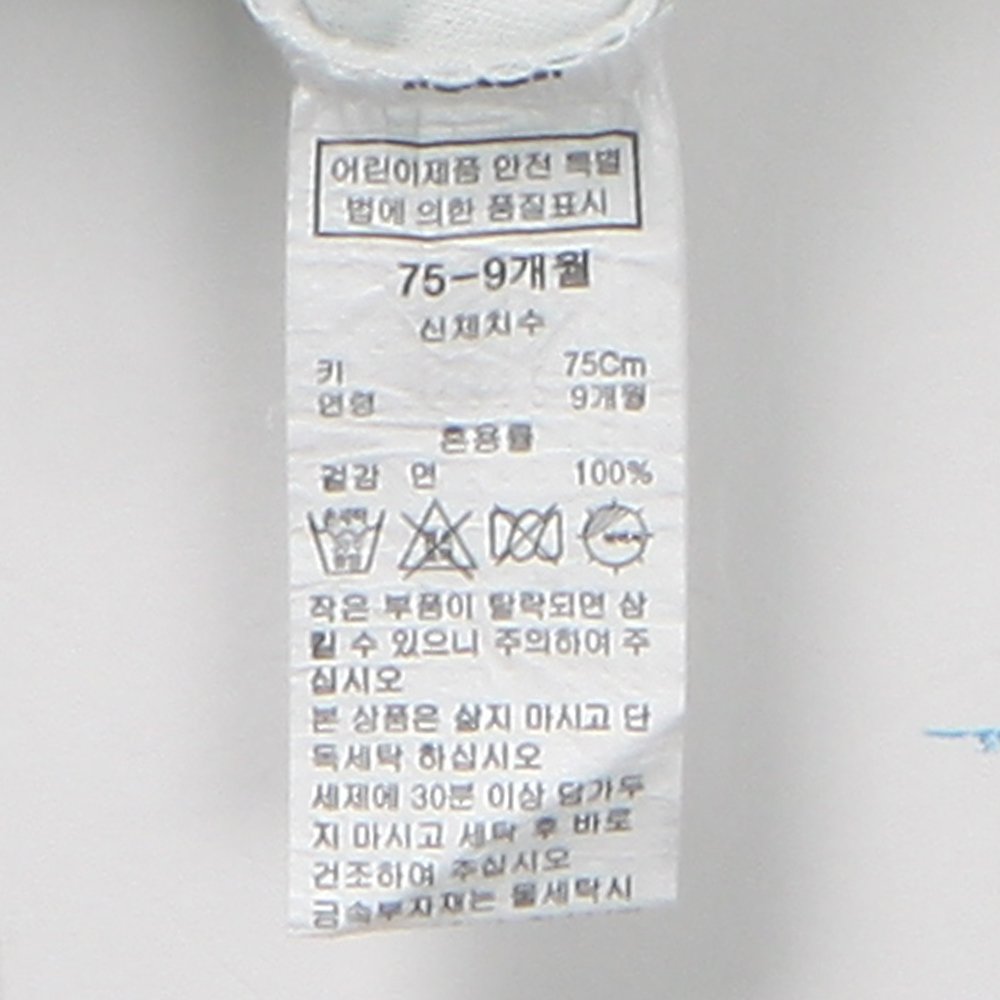 어린이제품 안전 특별
법에 의한 품질표시
75-9개월
신체치수
키 75Cm
연령 9개월
혼용률
겉감 면 100%
작은 부품이 탈락되면 삼
킬 수 있으니 주의하여 주
십시오
본 상품은 삶지 마시고 단
독세탁 하십시오
세제에 30분 이상 담가두
지 마시고 세탁 후 바로
건조하여 주십시오
금속부자재는 물세탁시